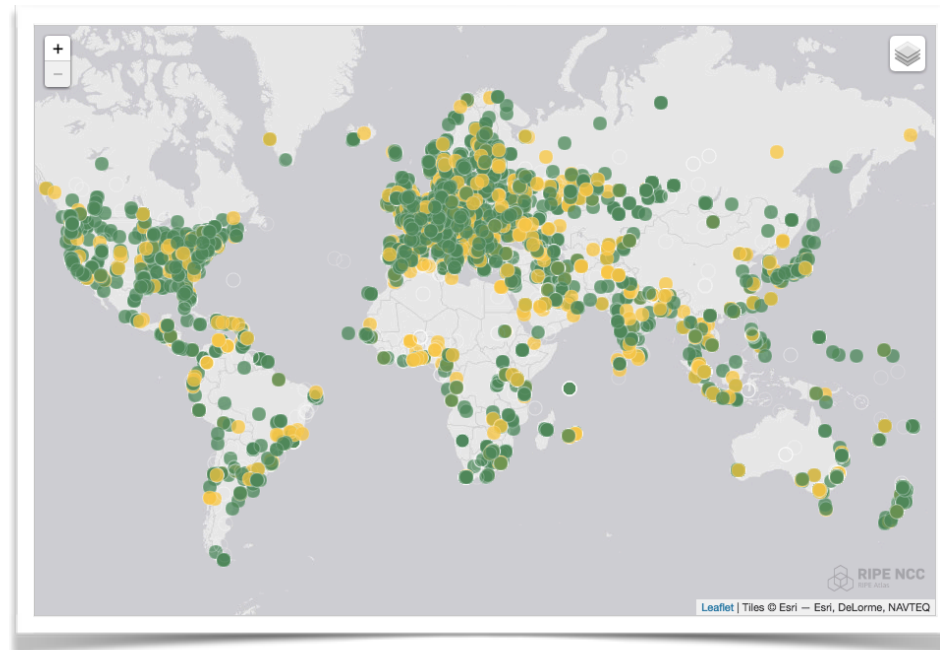 +
−
RIPE NCC
RIPE Atlas
Leaflet | Tiles © Esri — Esri, DeLorme, NAVTEQ